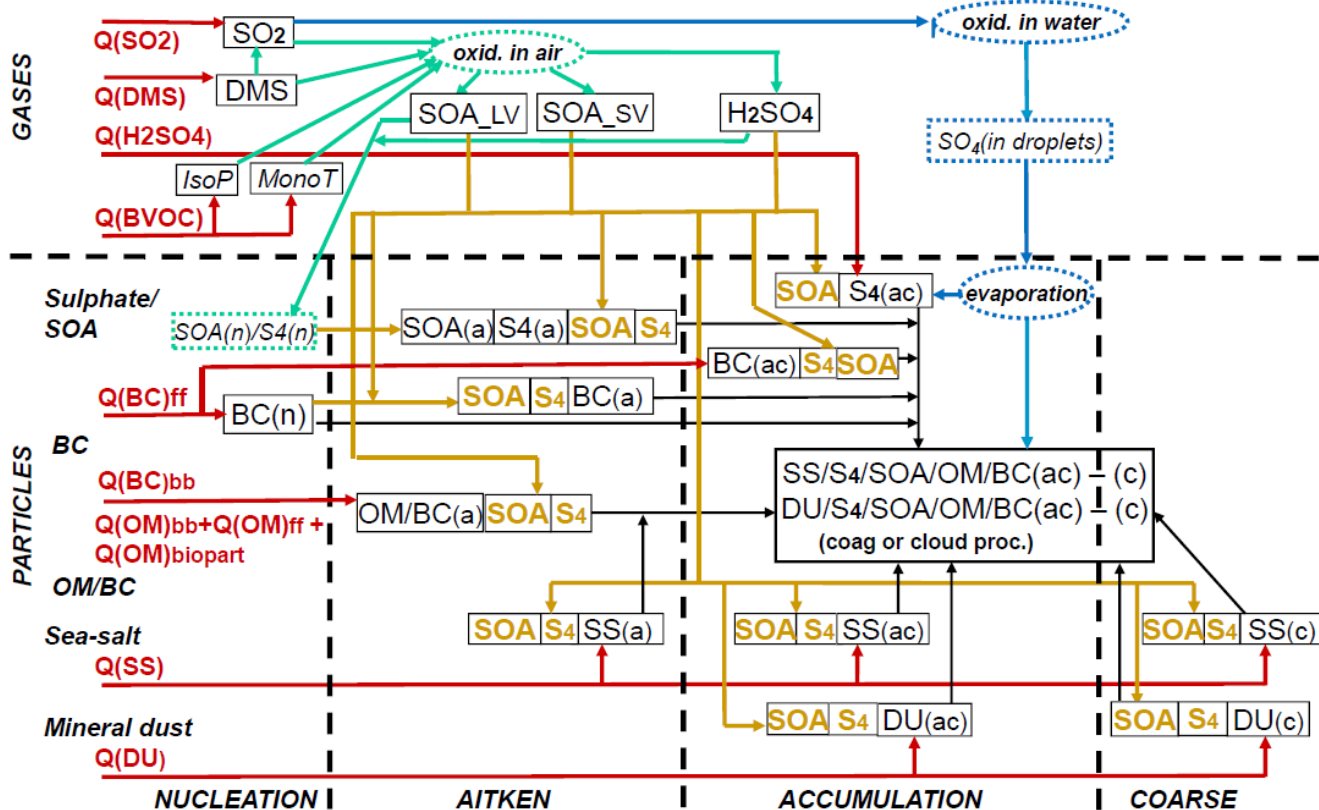 GASES
Q(SO2)
SO2
oxid. in water
oxid. in air
Q(DMS)
DMS
SOA_LV
SOA_SV
H2SO4
Q(H2SO4)
SO4(in droplets)
IsoP
MonoT
Q(BVOC)
PARTICLES
Sulphate/
SOA
SOA(n)/S4(n)
SOA(a) S4(a) SOA S4
SOA S4(ac)
evaporation
BC(ac) S4 SOA
Q(BC)ff
BC(n)
SOA S4 BC(a)
BC
Q(BC)bb
Q(OM)bb+Q(OM)ff +
Q(OM)biopart
OM/BC(a) SOA S4
SS/S4/SOA/OM/BC(ac) – (c)
DU/S4/SOA/OM/BC(ac) – (c)
(coag or cloud proc.)
OM/BC
Sea-salt
SOA S4 SS(a)
SOA S4 SS(ac)
SOA S4 SS(c)
Q(SS)
Mineral dust
SOA S4 DU(ac)
SOA S4 DU(c)
Q(DU)
NUCLEATION
AITKEN
ACCUMULATION
COARSE